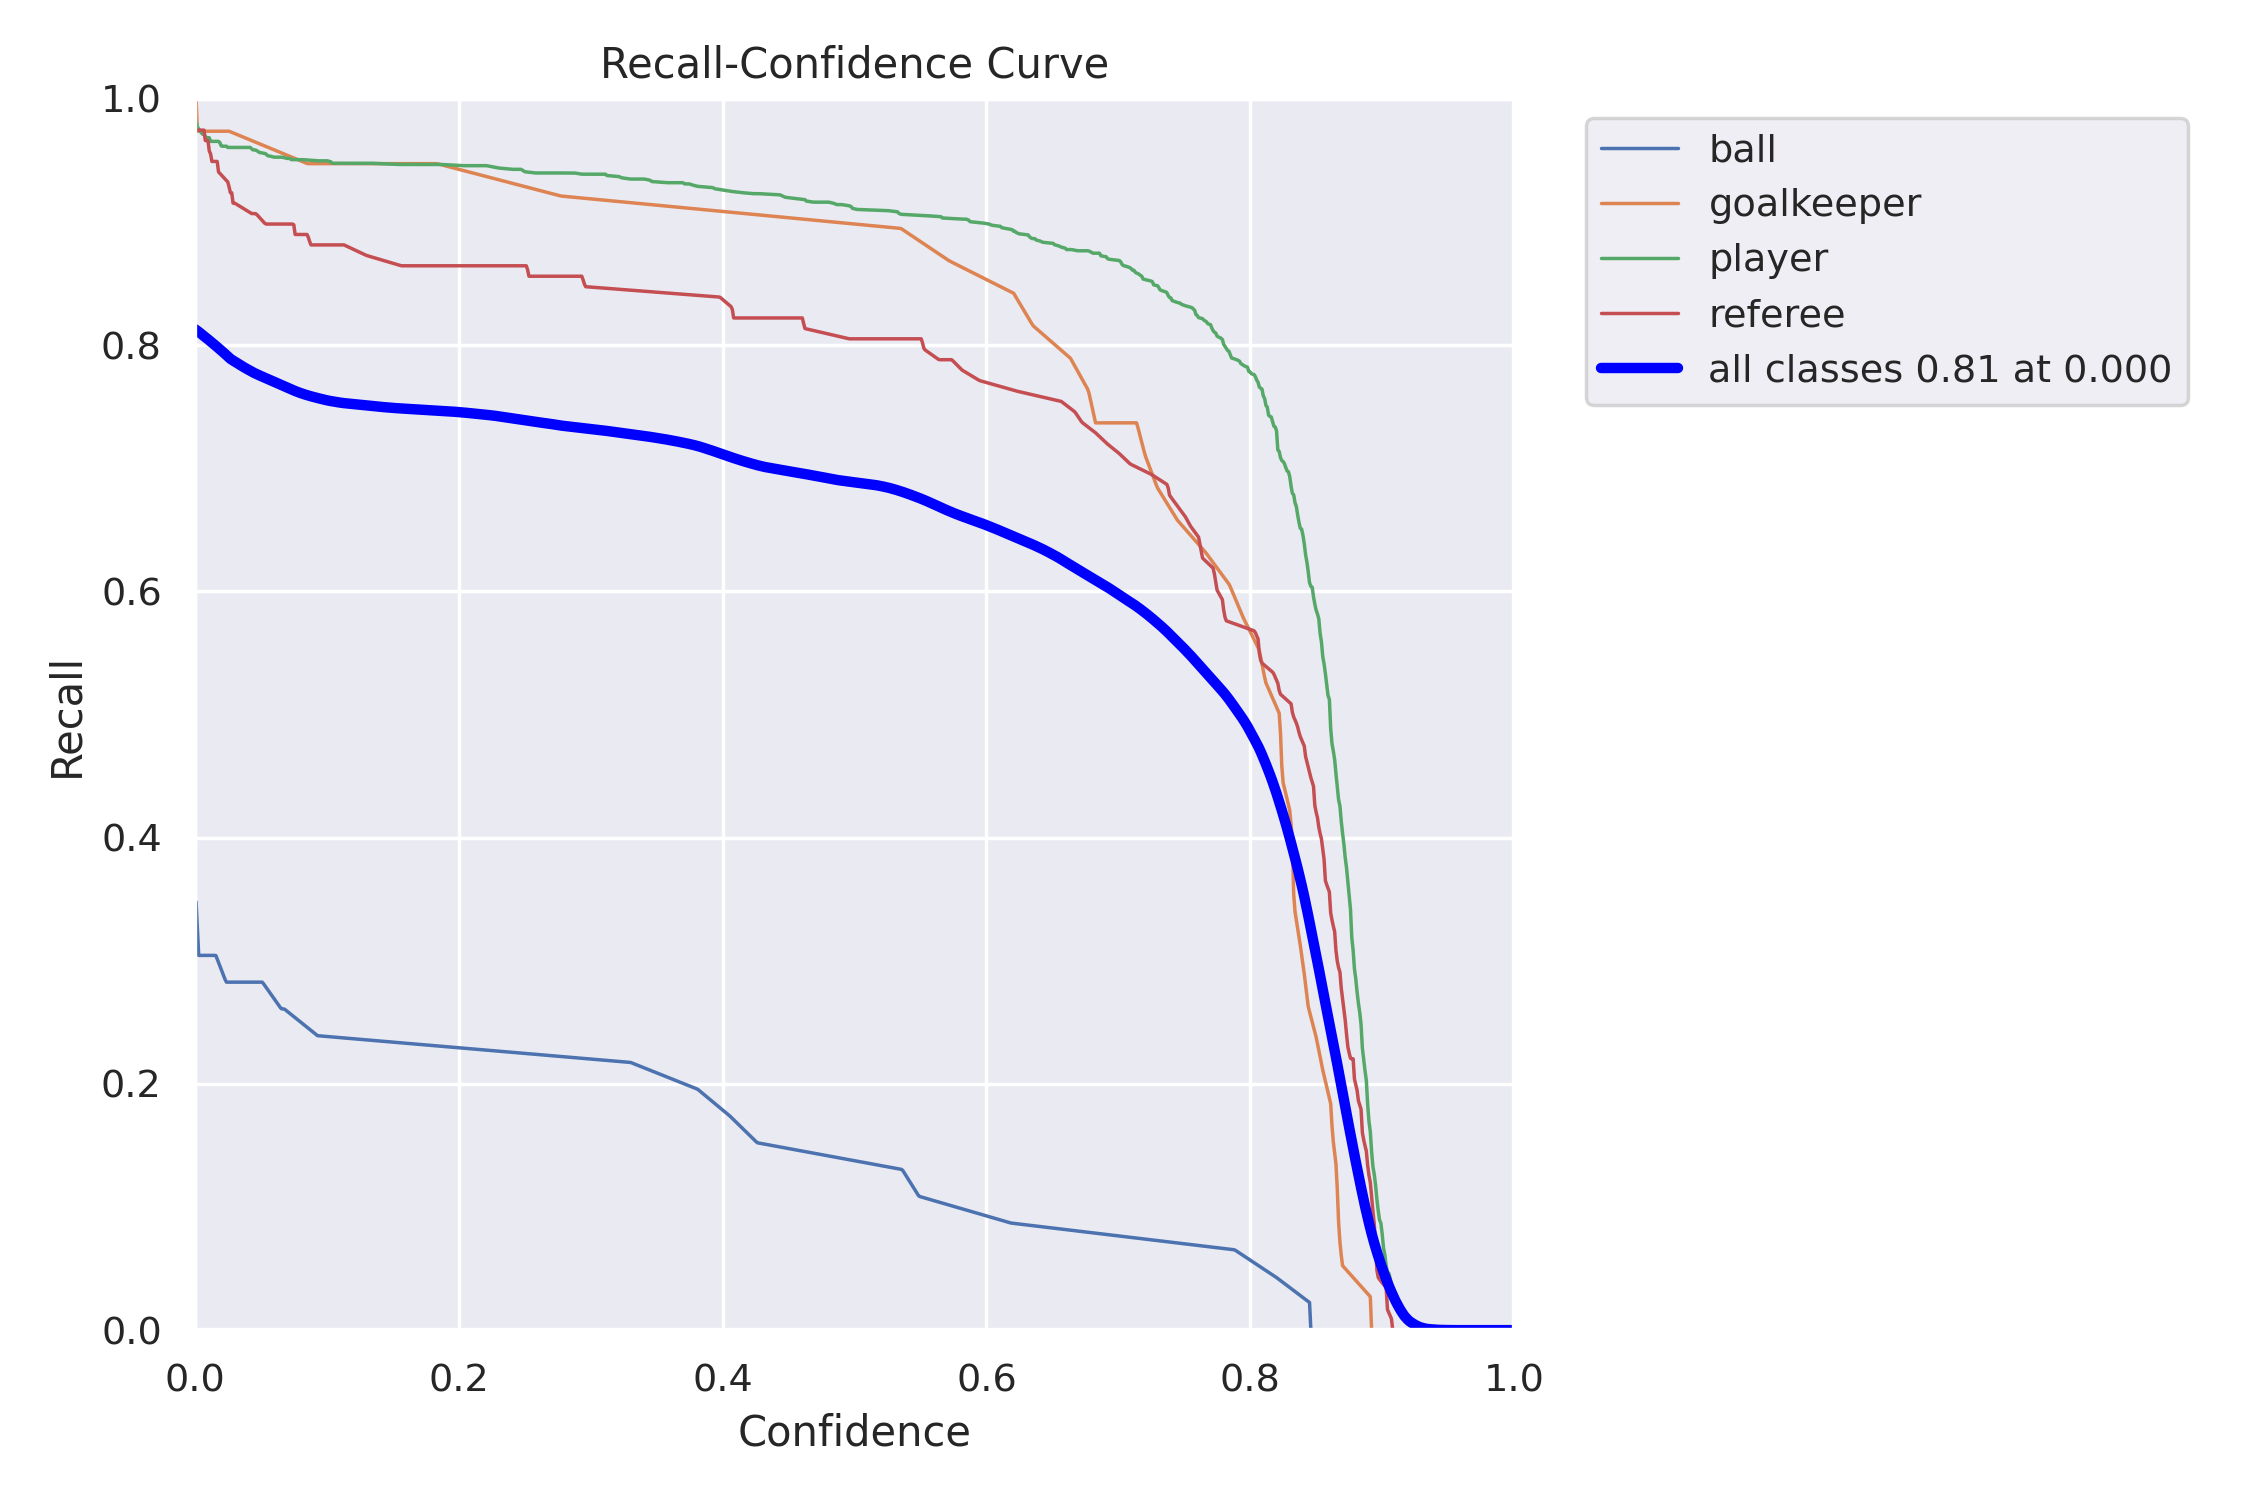 Recall-Confidence Curve
1.0
0.8
0.6
0.4
0.2
0.0
Recall
0.0 0.2 0.4 0.6 0.8 1.0
Confidence
ball
goalkeeper
player
referee
all classes 0.81 at 0.000